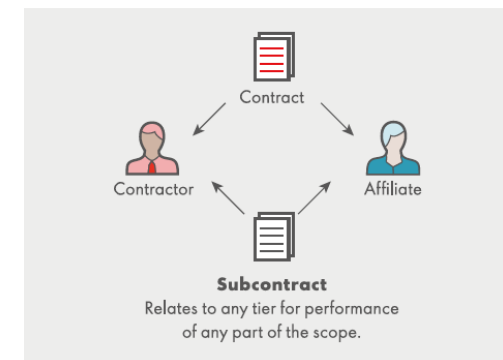 Contract
Contractor
Affiliate
Subcontract
Relates to any tier for performance
of any part of the scope.